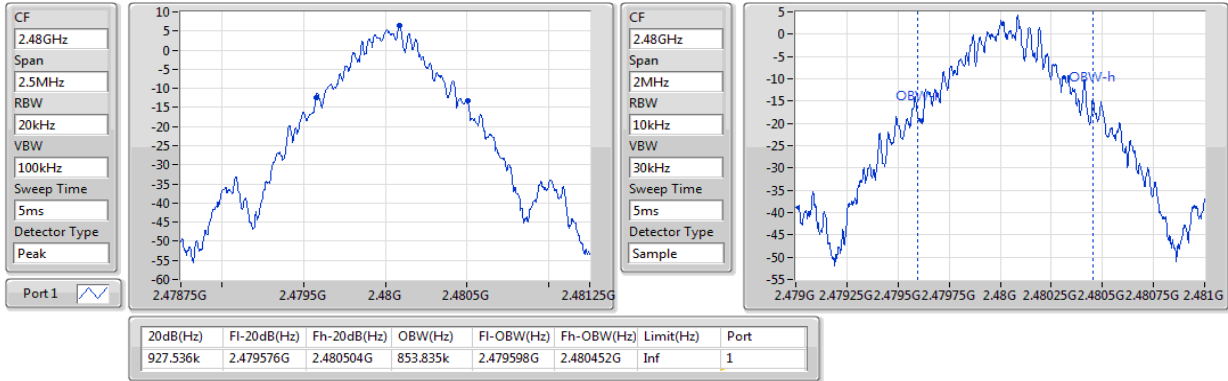 CF
2.48GHz
Span
2.5MHz
RBW
20kHz
VBW
100kHz
Sweep Time
5ms
Detector Type
Peak
Port 1
10
5
0
-5
-10
-15
-20
-25
-30
-35
-40
-45
-50
-55
-60
2.47875G 2.4795G 2.48G 2.4805G 2.48125G
CF
2.48GHz
Span
2MHz
RBW
10kHz
VBW
30kHz
Sweep Time
5ms
Detector Type
Sample
5
0
-5
-10
-15
-20
-25
-30
-35
-40
-45
-50
-55
OBW-h
2.479G 2.47925G 2.4795G 2.47975G 2.48G 2.48025G 2.4805G 2.48075G 2.481G
20dB(Hz) Fl-20dB(Hz) Fh-20dB(Hz) OBW(Hz) Fl-OBW(Hz) Fh-OBW(Hz) Limit(Hz) Port
927.536k 2.479576G 2.480504G 853.835k 2.479598G 2.480452G Inf 1